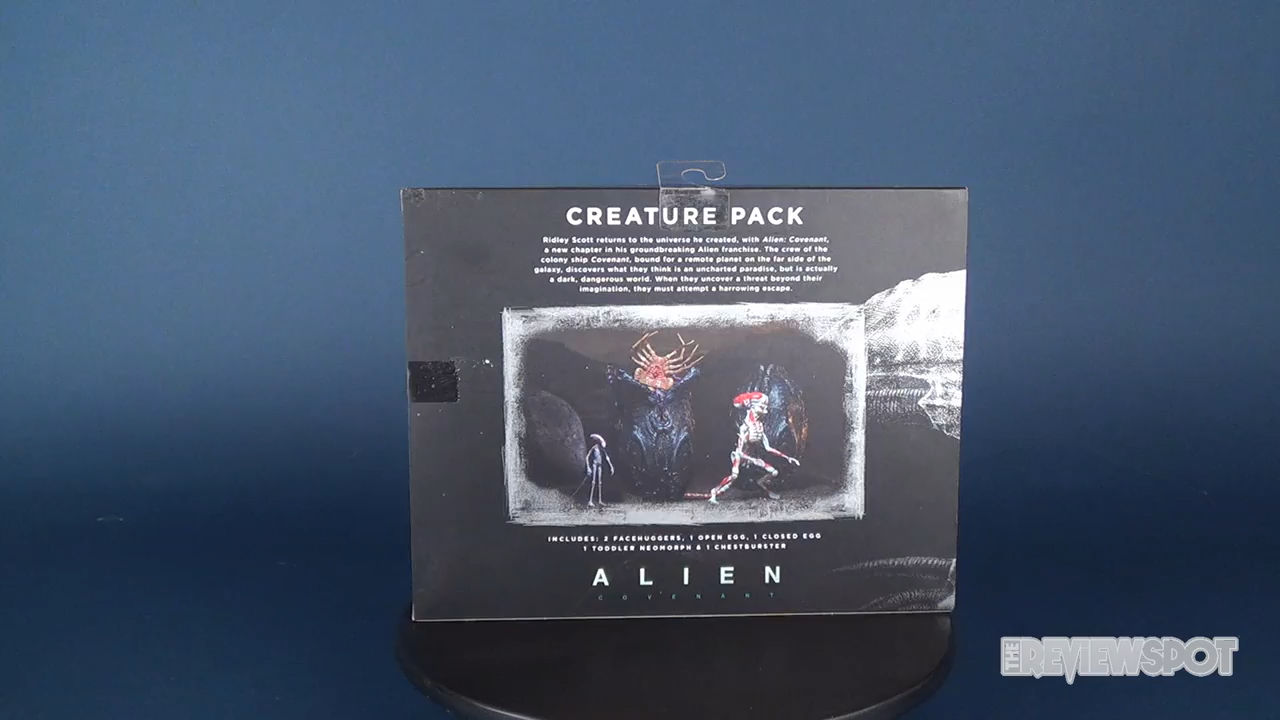 CREATURE PACK
Ridley Scott returns to the universe he created, with Alien: Covenant,
a new chapter in his groundbreaking Alien franchise. The crew of the
colony ship Covenant, bound for a remote planet on the far side of the
galaxy, discovers what they think is an uncharted paradise, but is actually
a dark, dangerous world. When they uncover a threat beyond their
imagination, they must attempt a harrowing escape.
INCLUDES: 2 FACEHUGGERS, 1 OPEN EGG, 1 CLOSED EGG
1 TODDLER NEOMORPH & 1 CHESTBURSTER
ALIEN
COVENANT
THE REVIEWSPOT